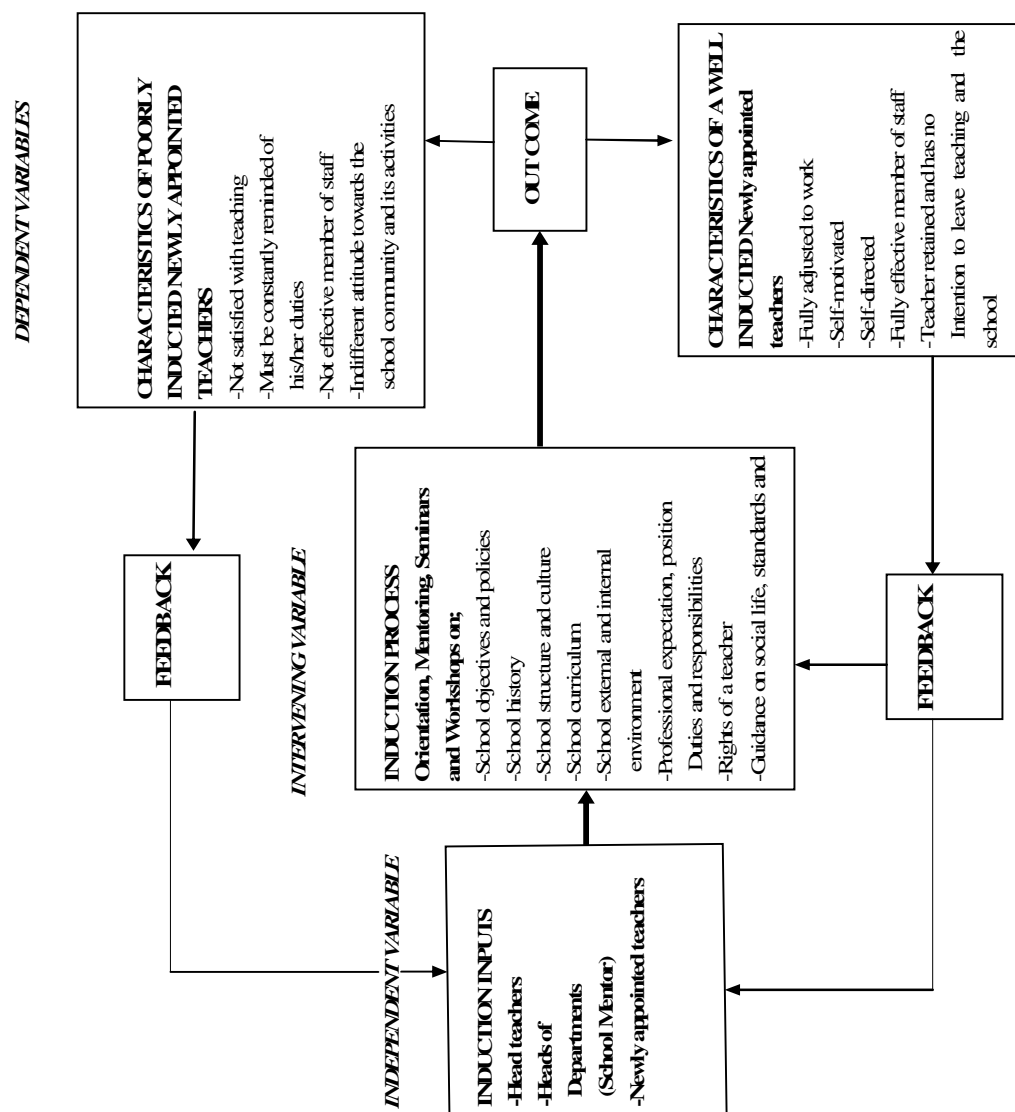 DEPENDENT VARIABLES
CHARACTERISTICS OF POORLY
INDUCTED NEWLY APPOINTED
TEACHERS
-Not satisfied with teaching
-Must be constantly reminded of
his/her duties
-Not effective member of staff
-Indifferent attitude towards the
school community and its activities
OUTCOME
CHARACTERISTICS OF A WELL
INDUCTED Newly appointed
teachers
-Fully adjusted to work
-Self-motivated
-Self-directed
-Fully effective member of staff
-Teacher retained and has no
Intention to leave teaching and the
school
FEEDBACK
INTERVENING VARIABLE
INDUCTION PROCESS
Orientation, Mentoring, Seminars
and Workshops on;
-School objectives and policies
-School history
-School structure and culture
-School curriculum
-School external and internal
environment
-Professional expectation, position
Duties and responsibilities
-Rights of a teacher
-Guidance on social life, standards and
FEEDBACK
INDEPENDENT VARIABLE
INDUCTION INPUTS
-Head teachers
-Heads of
Departments
(School Mentor)
-Newly appointed teachers